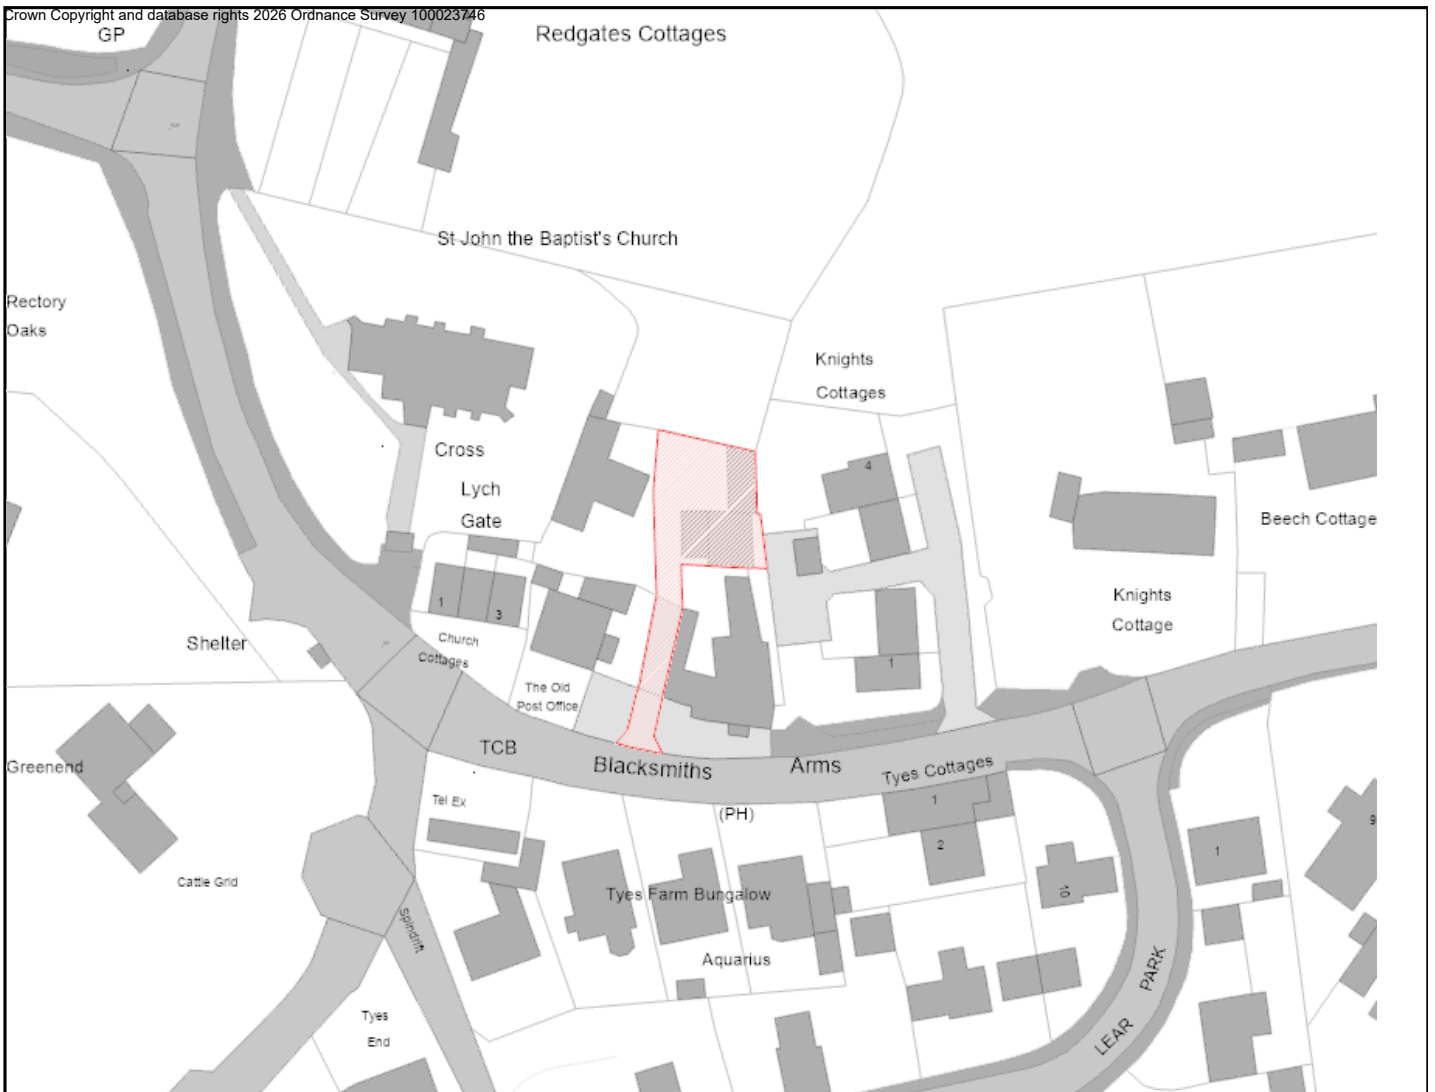 Crown Copyright and database rights 2026 Ordnance Survey 100023746
GP
Redgates Cottages
St John the Baptist's Church
Rectory
Oaks
Knights
Cottages
Cross
Lych
Gate
4
Beech Cottage
1
3
Knights
Cottage
Shelter
Church
Cottages
1
The Old
Post Office
TCB
Blacksmiths
Arms
(PH)
Tyes Cottages
Greenend
Tel Ex
1
2
1
9
Cattle Grid
Tyes Farm Bungalow
10
Spindrift
Aquarius
LEAR PARK
Tyes
End